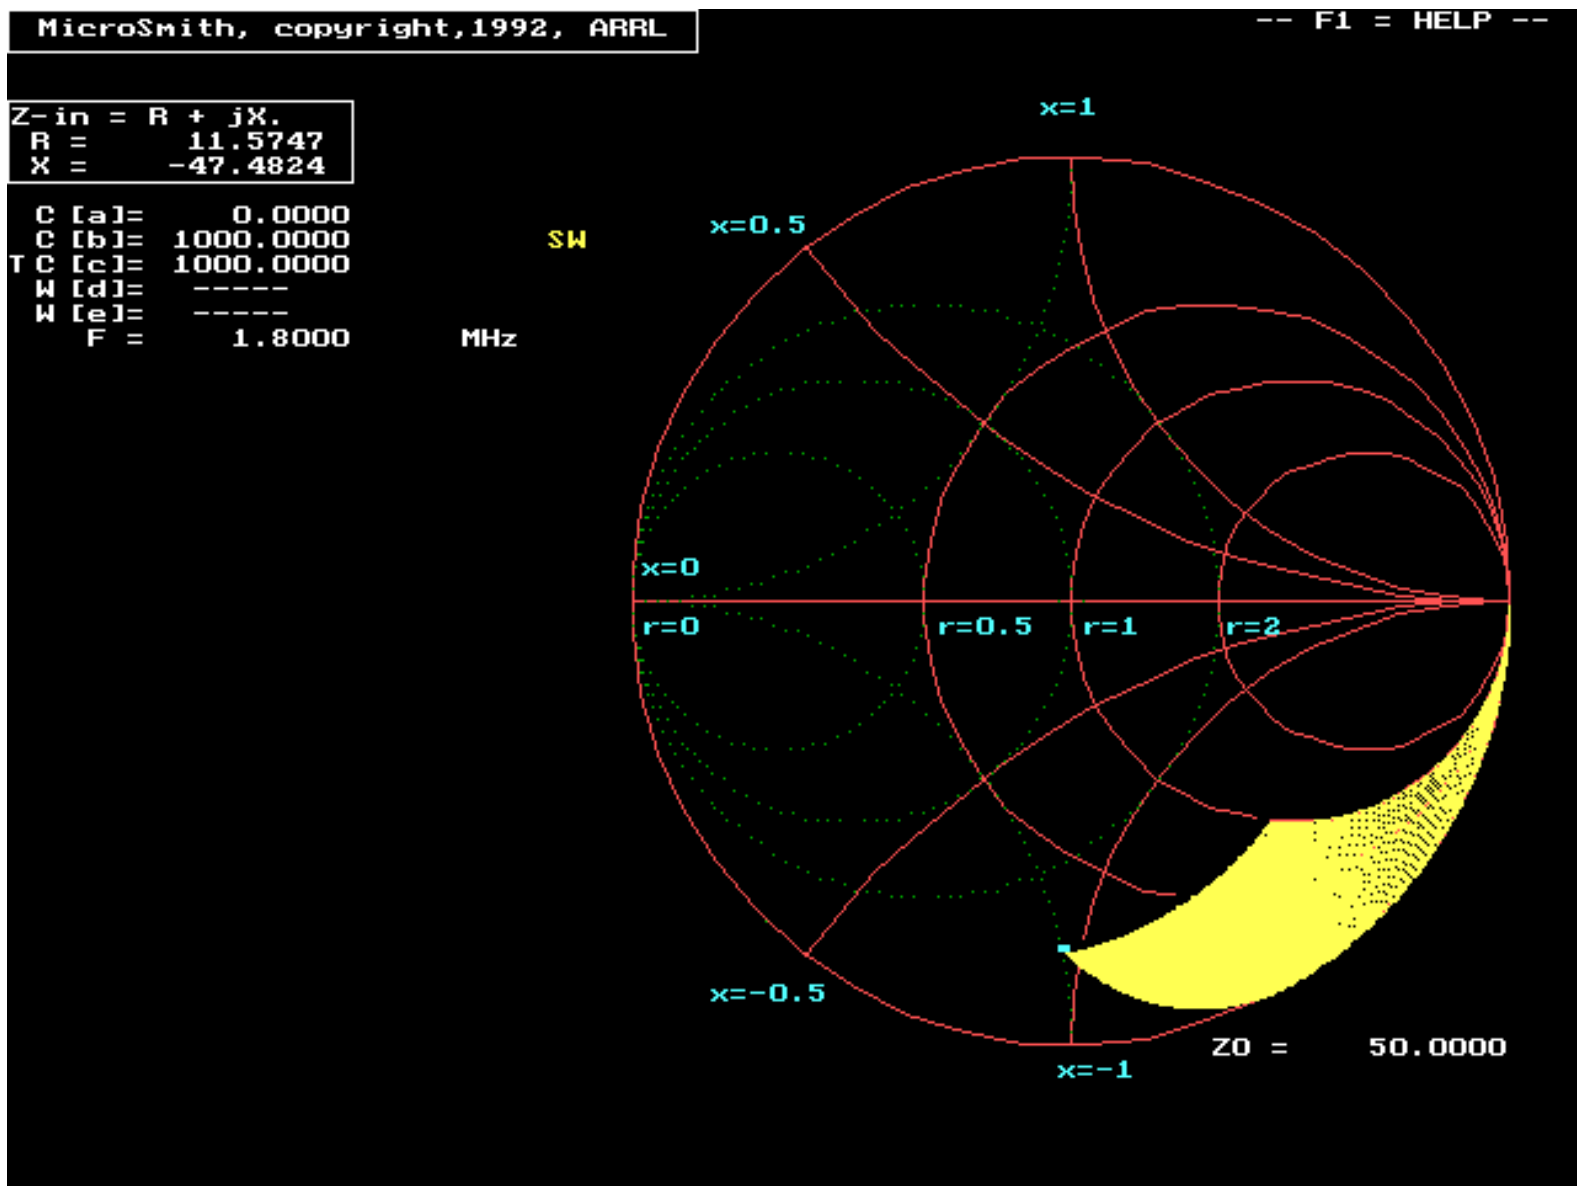 MicroSmith, copyright,1992, ARRL
-- F1 = HELP --
Z-in = R + jX.
R = 11.5747
X = -47.4824
C [a]= 0.0000
C [b]= 1000.0000 SW
T C [c]= 1000.0000
W [d]= -----
W [e]= -----
F = 1.8000 MHz
x=1
x=0.5
x=0
r=0 r=0.5 r=1 r=2
x=-0.5
Z0 = 50.0000
x=-1